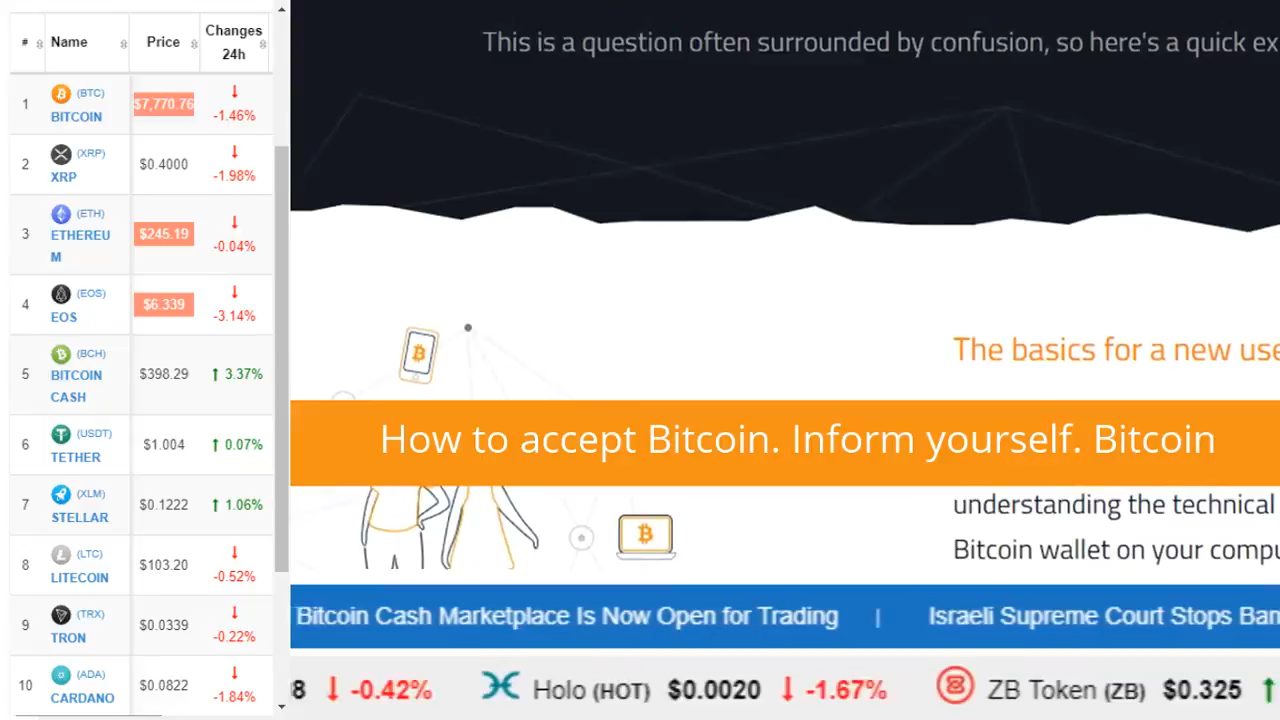 # Name Price Changes 24h
1 (BTC) BITCOIN $7,770.76 -1.46%
2 (XRP) XRP $0.4000 -1.98%
3 (ETH) ETHEREUM $245.19 -0.04%
4 (EOS) EOS $6.339 -3.14%
5 (BCH) BITCOIN CASH $398.29 3.37%
6 (USDT) TETHER $1.004 0.07%
7 (XLM) STELLAR $0.1222 1.06%
8 (LTC) LITECOIN $103.20 -0.52%
9 (TRX) TRON $0.0339 -0.22%
10 (ADA) CARDANO $0.0822 -1.84%
This is a question often surrounded by confusion, so here's a quick ex
The basics for a new use
How to accept Bitcoin. Inform yourself. Bitcoin
understanding the technical
Bitcoin wallet on your compu
Bitcoin Cash Marketplace Is Now Open for Trading | Israeli Supreme Court Stops Ban
8 -0.42% Holo (HOT) $0.0020 -1.67% ZB Token (ZB) $0.325